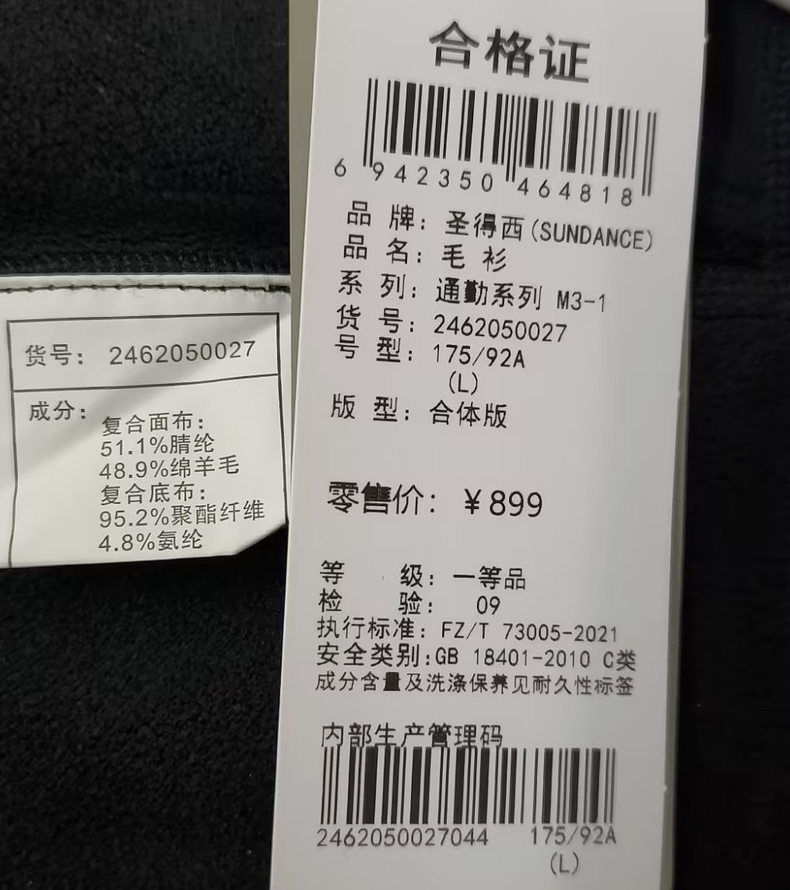 合格证
6 942350 464818
品 牌：圣得西(SUNDANCE)
品 名：毛 衫
系 列：通勤系列 M3-1
货 号：2462050027
号 型：175/92A
(L)
版 型：合体版
零售价：￥899
等 级：一等品
检 验：09
执行标准：FZ/T 73005-2021
安全类别:GB 18401-2010 C类
成分含量及洗涤保养见耐久性标签
内部生产管理码
2462050027044 175/92A
(L)
货号：2462050027
成分：
复合面布：
51.1%腈纶
48.9%绵羊毛
复合底布：
95.2%聚酯纤维
4.8%氨纶